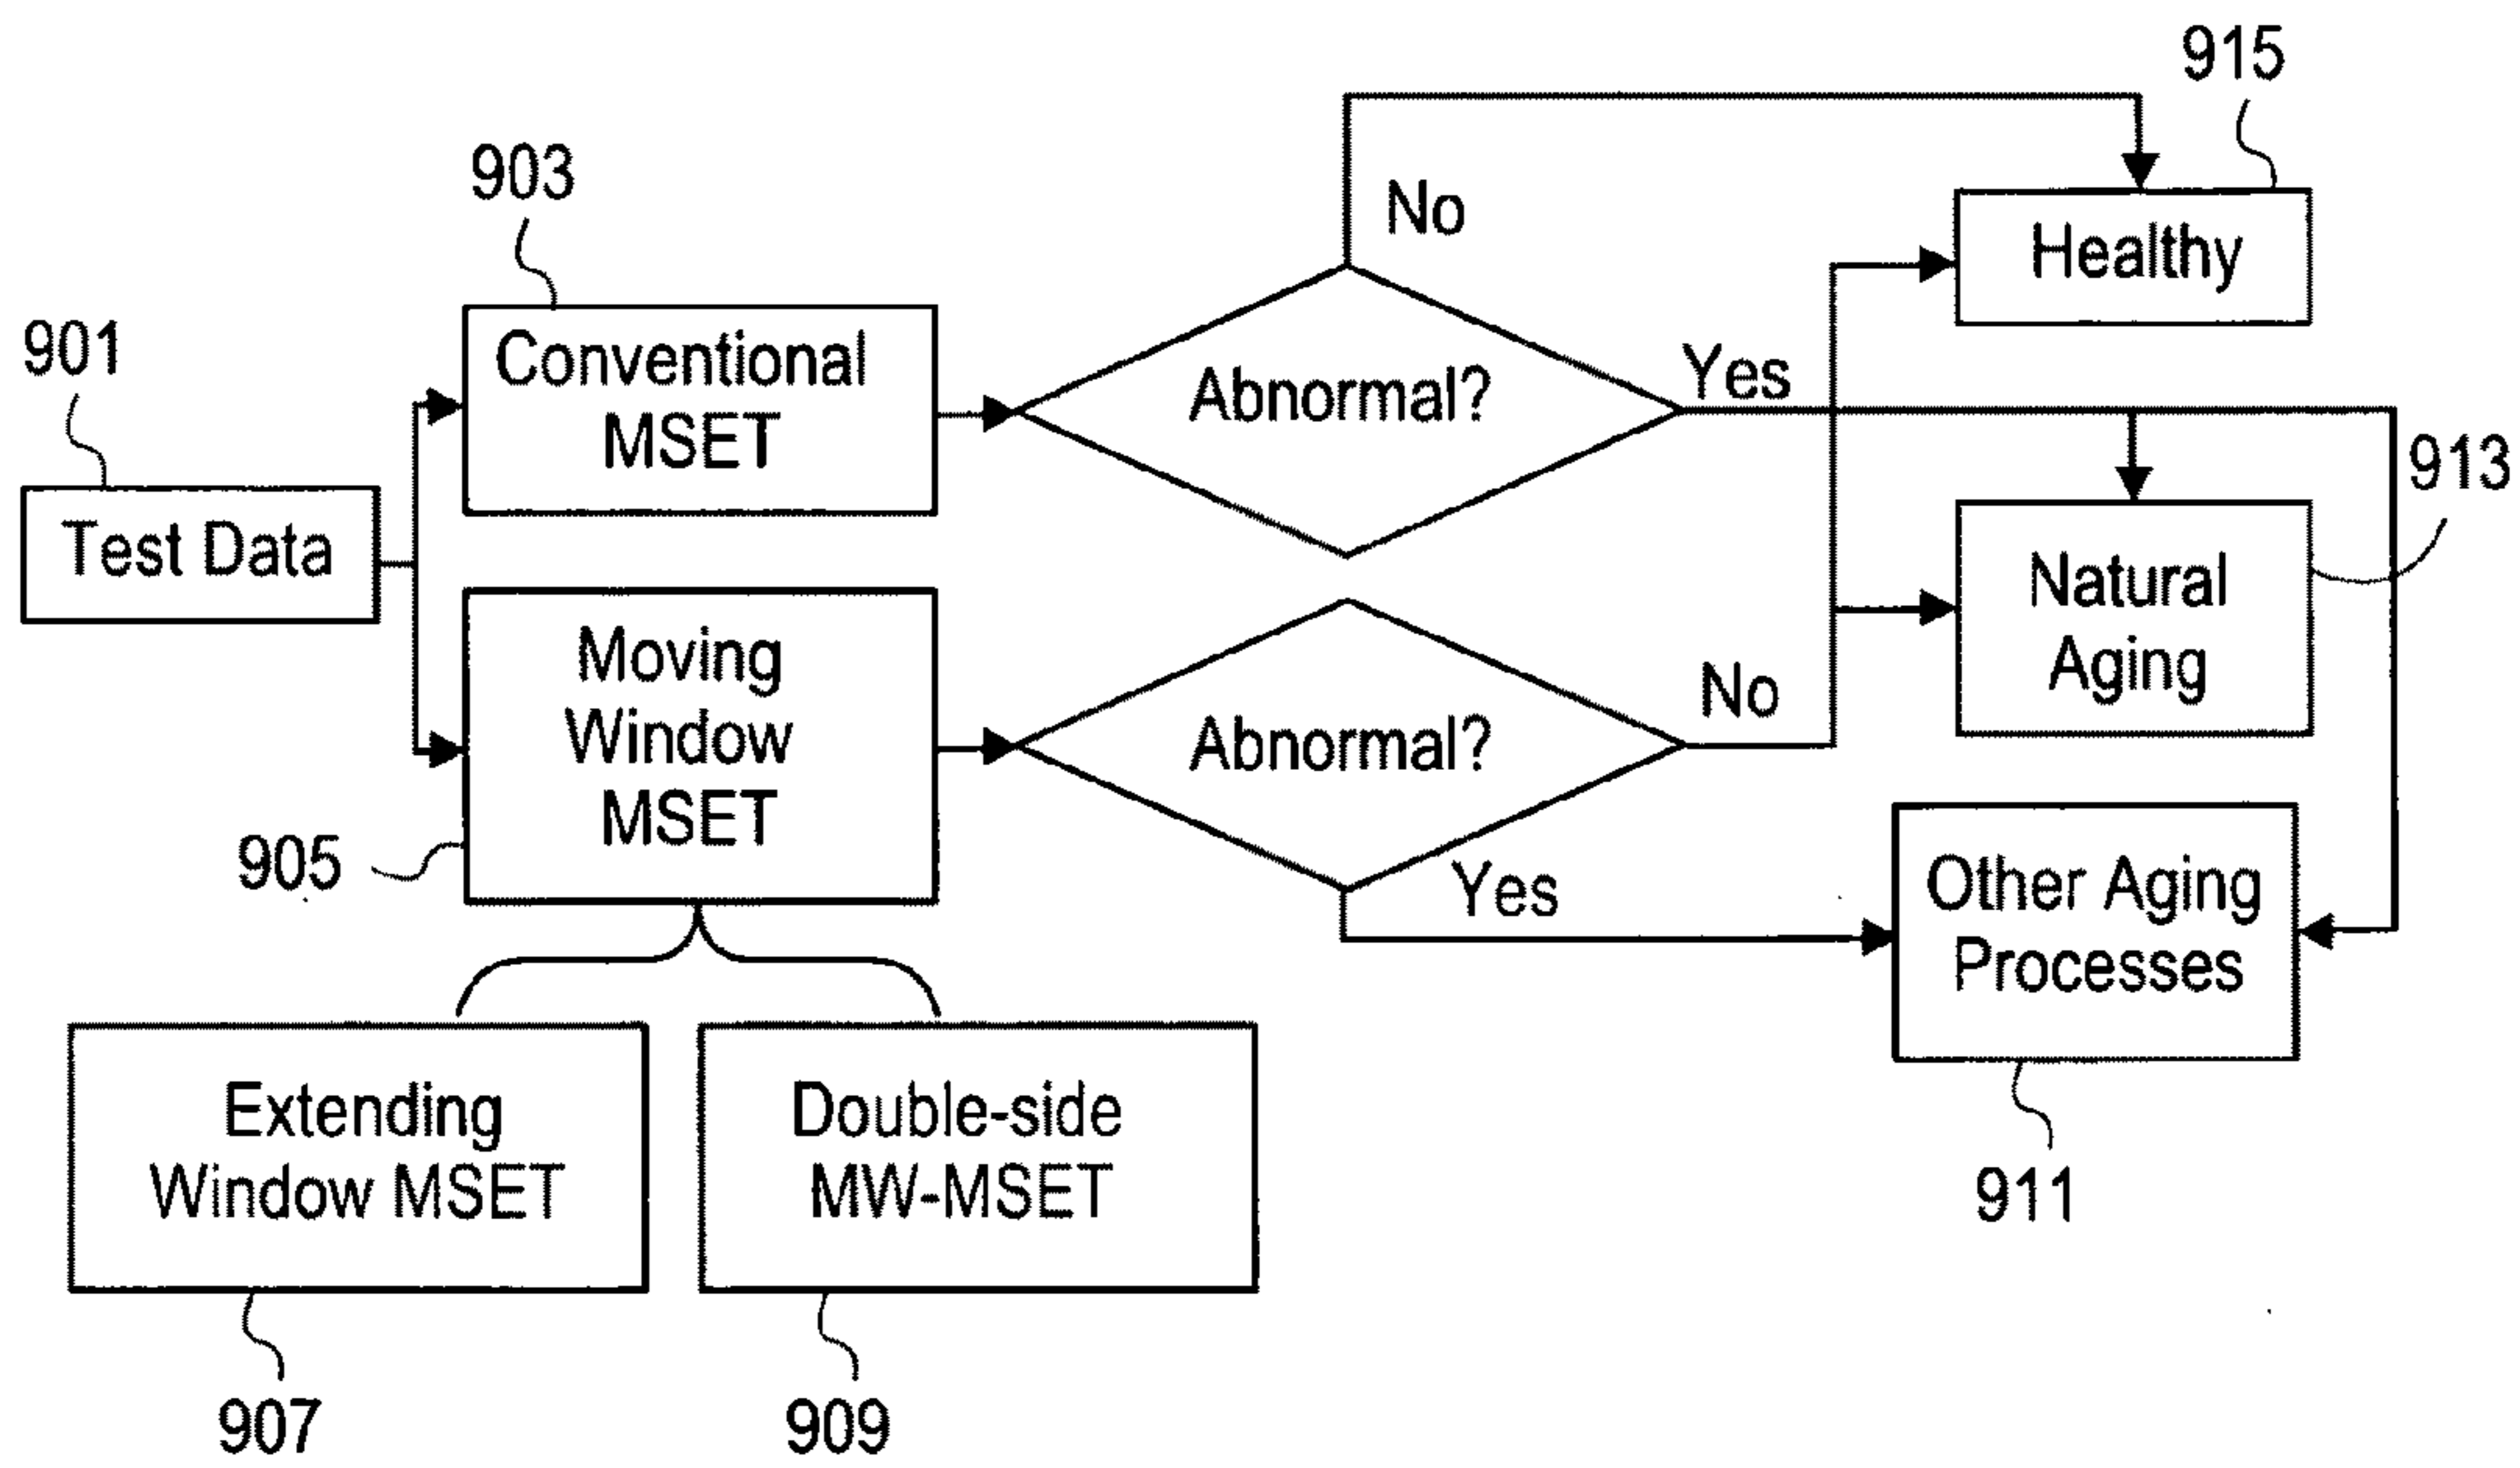 915
903
No
Healthy
901
Conventional
MSET
Abnormal?
Yes
913
Test Data
Natural
Aging
Moving
Window
MSET
Abnormal?
No
905
Yes
Other Aging
Processes
Extending
Window MSET
Double-side
MW-MSET
911
907
909